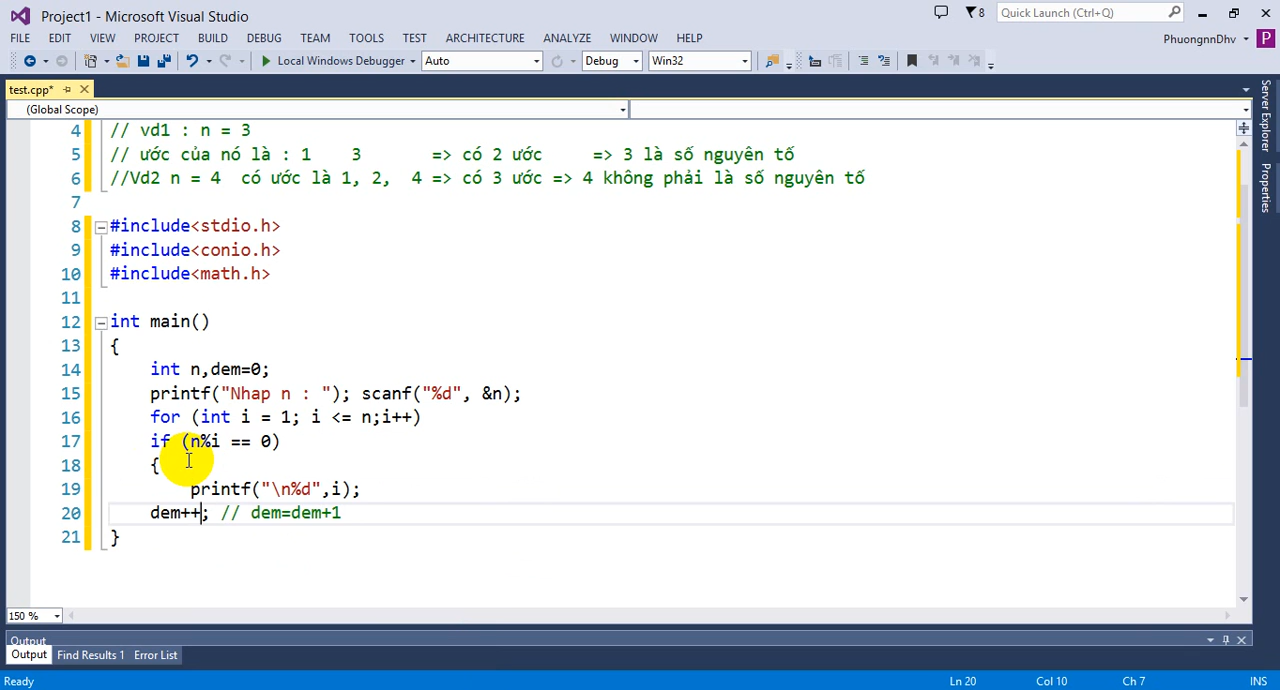 Project1 - Microsoft Visual Studio
8
Quick Launch (Ctrl+Q)
FILE EDIT VIEW PROJECT BUILD DEBUG TEAM TOOLS TEST ARCHITECTURE ANALYZE WINDOW HELP
PhuongnnDhv P
Local Windows Debugger Auto Debug Win32
test.cpp*
(Global Scope)
4 // vd1 : n = 3
5 // ước của nó là : 1 3 => có 2 ước => 3 là số nguyên tố
6 //Vd2 n = 4 có ước là 1, 2, 4 => có 3 ước => 4 không phải là số nguyên tố
7
8 #include<stdio.h>
9 #include<conio.h>
10 #include<math.h>
11
12 int main()
13 {
14 int n,dem=0;
15 printf("Nhap n : "); scanf("%d", &n);
16 for (int i = 1; i <= n;i++)
17 if (n%i == 0)
18 {
19 printf("\n%d",i);
20 dem++; // dem=dem+1
21 }
Server Explorer
Properties
150 %
Output
Output Find Results 1 Error List
Ready Ln 20 Col 10 Ch 7 INS